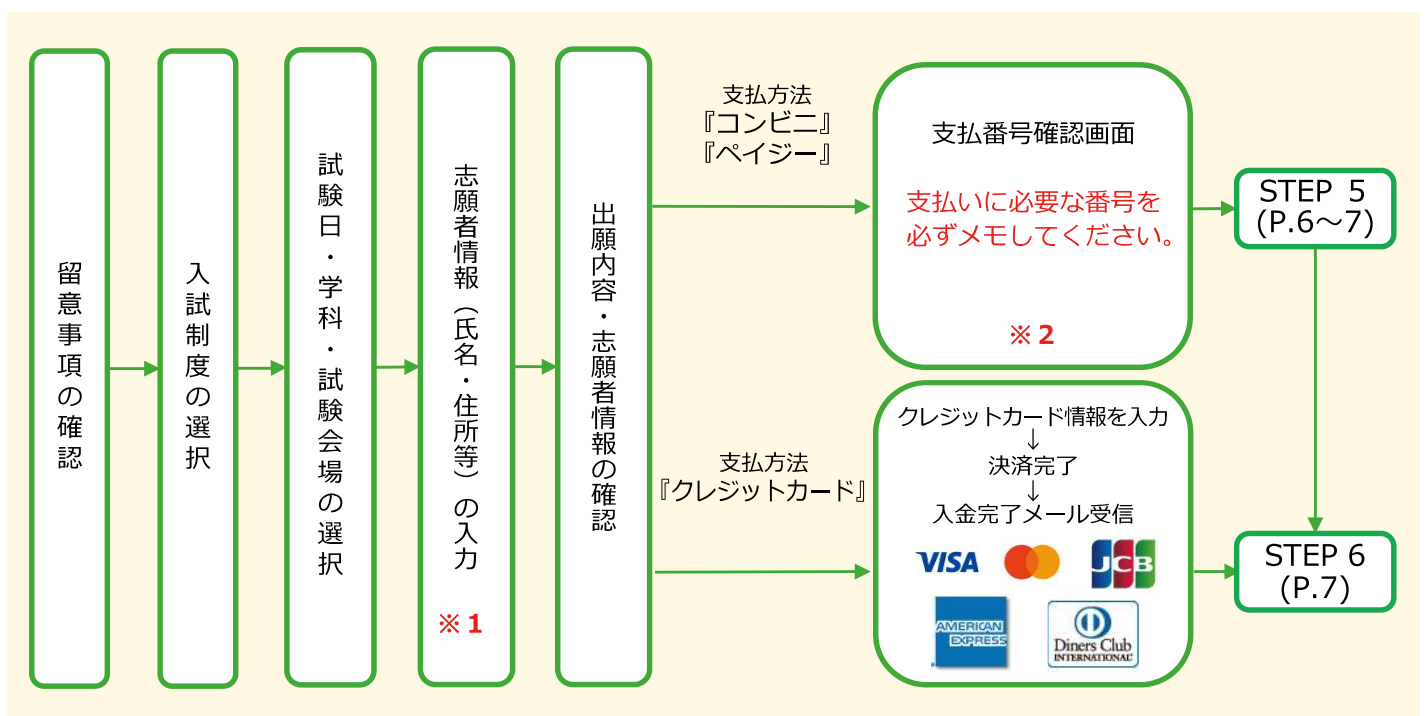 留意事項の確認
入試制度の選択
試験日・学科・試験会場の選択
志願者情報（氏名・住所等）の入力
※１
出願内容・志願者情報の確認
支払方法
『コンビニ』
『ペイジー』
支払番号確認画面
支払いに必要な番号を
必ずメモしてください。
※２
STEP 5
(P.6～7)
支払方法
『クレジットカード』
クレジットカード情報を入力
↓
決済完了
↓
入金完了メール受信
VISA
JCB
AMERICAN
EXPRESS
Diners Club
INTERNATIONAL
STEP 6
(P.7)